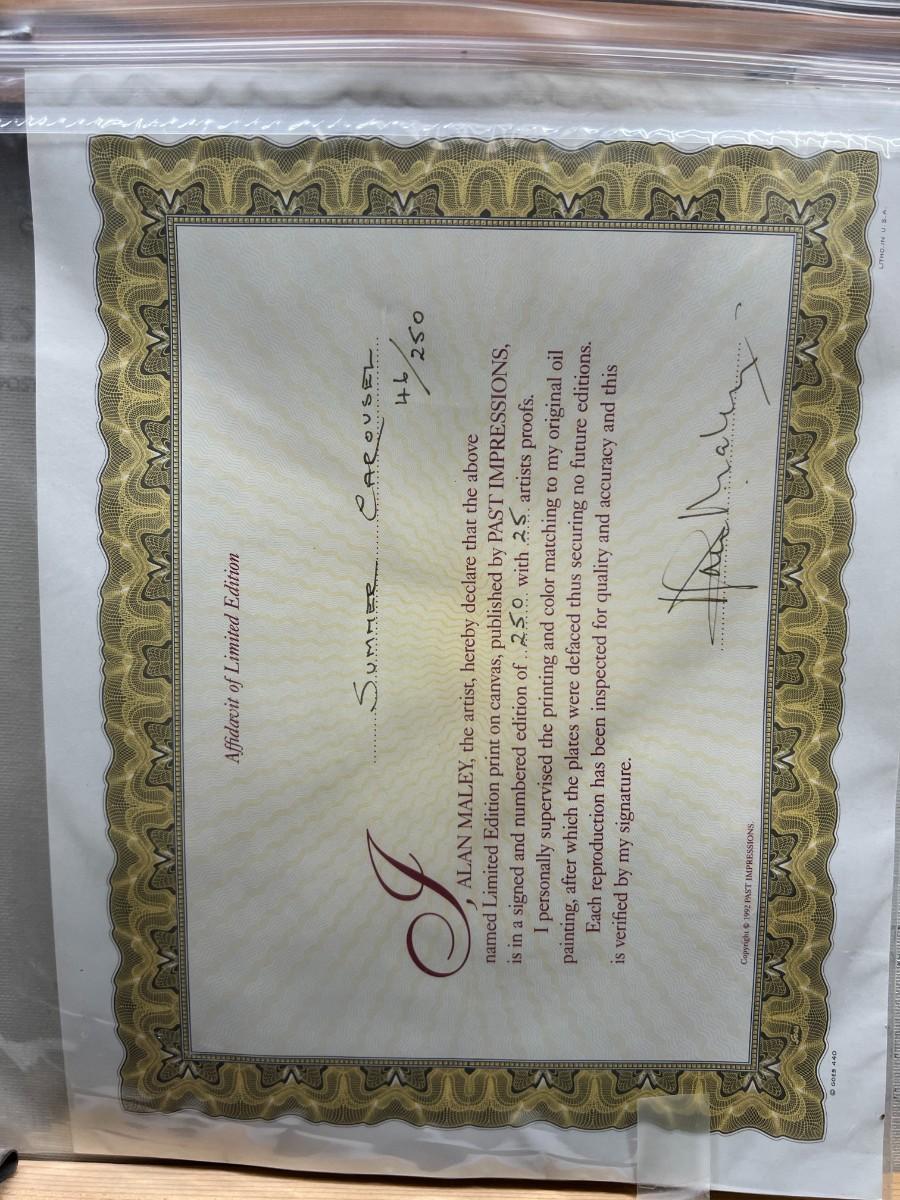 Affidavit of Limited Edition
SUMMER CAROUSEL
46/250
I, ALAN MALEY, the artist, hereby declare that the above
named Limited Edition print on canvas, published by PAST IMPRESSIONS,
is in a signed and numbered edition of 250 with 25 artists proofs.
I personally supervised the printing and color matching to my original oil
painting, after which the plates were defaced thus securing no future editions.
Each reproduction has been inspected for quality and accuracy and this
is verified by my signature.
Alan Maley
Copyright © 1992 PAST IMPRESSIONS
© GOES 440
LITHO. IN U.S.A.